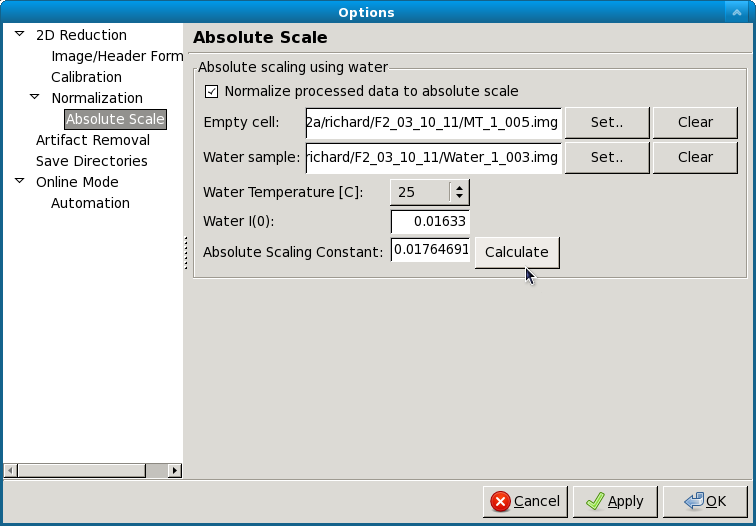 Options
2D Reduction
Image/Header Form
Calibration
Normalization
Absolute Scale
Artifact Removal
Save Directories
Online Mode
Automation
Absolute Scale
Absolute scaling using water
Normalize processed data to absolute scale
Empty cell: 2a/richard/F2_03_10_11/MT_1_005.img Set.. Clear
Water sample: richard/F2_03_10_11/Water_1_003.img Set.. Clear
Water Temperature [C]: 25
Water I(0): 0.01633
Absolute Scaling Constant: 0.01764691 Calculate
Cancel Apply OK